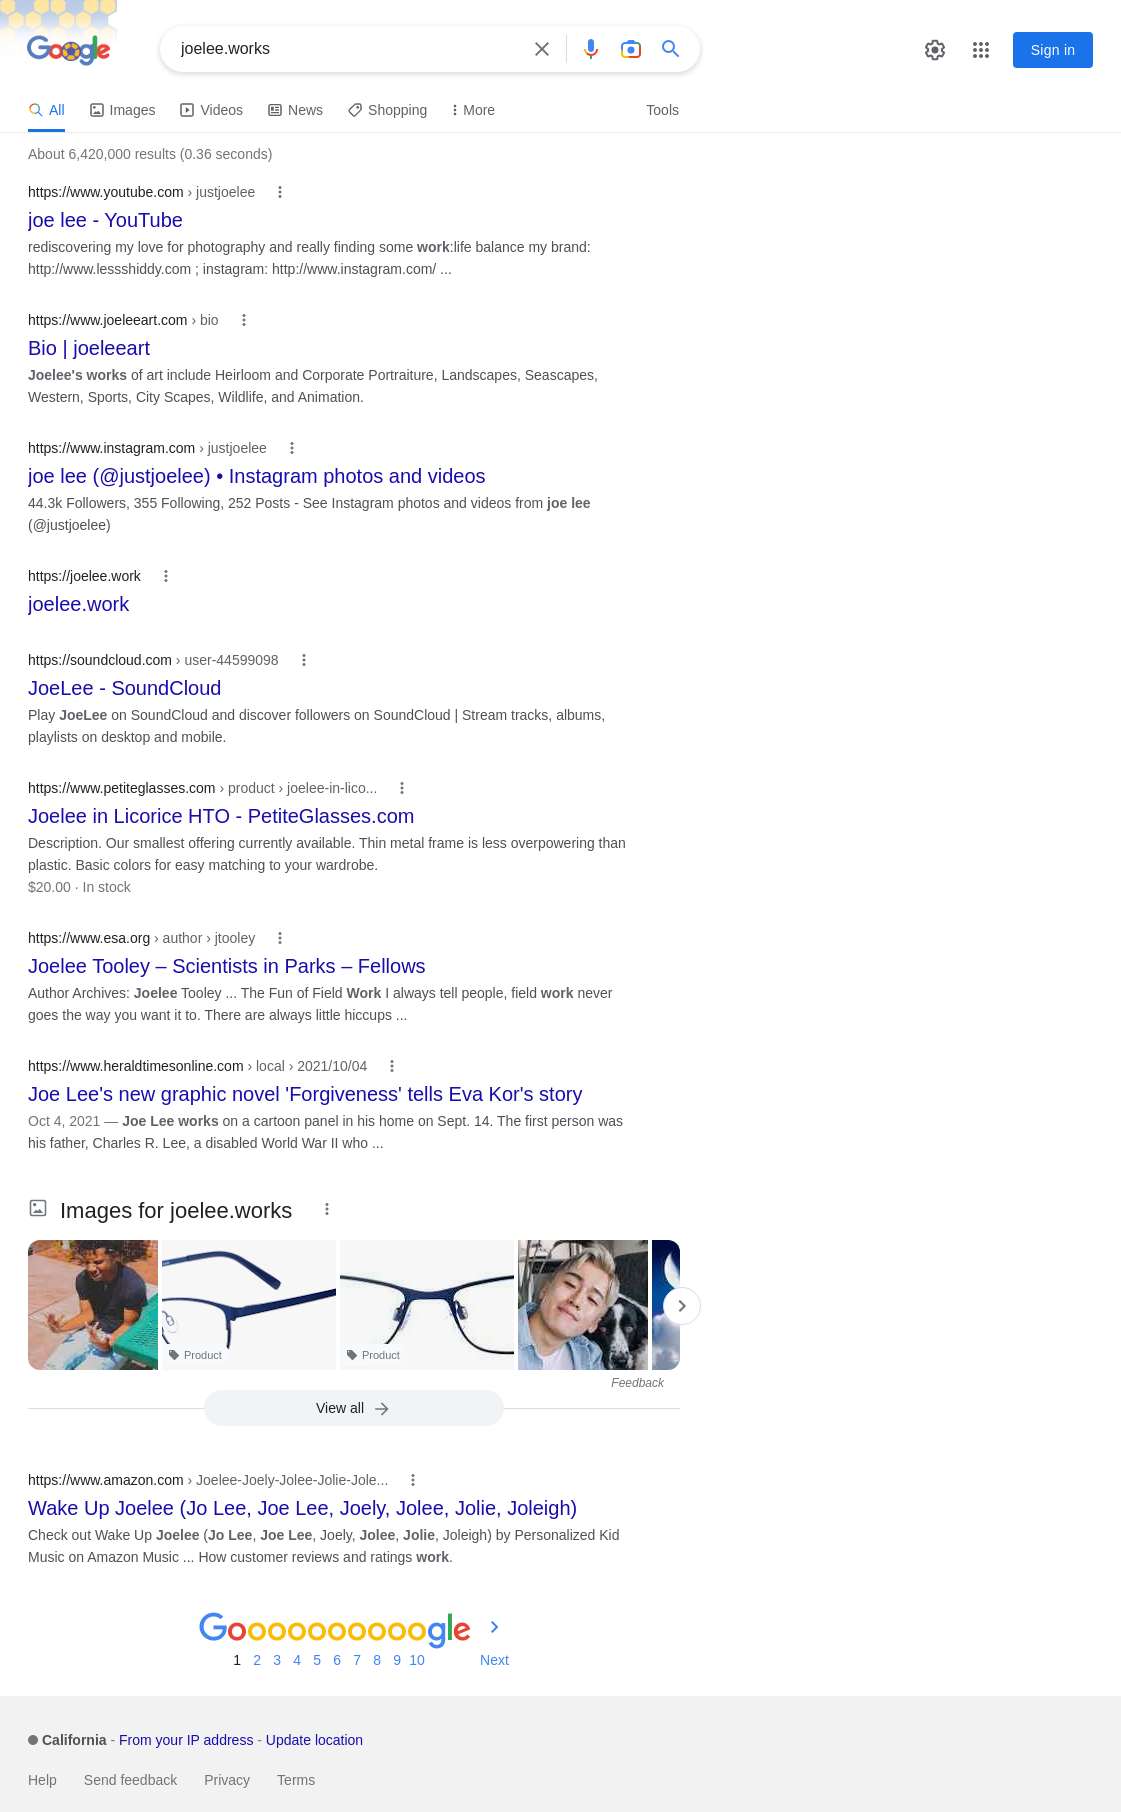 Google
joelee.works
Sign in
All
Images
Videos
News
Shopping
More
Tools
About 6,420,000 results (0.36 seconds)
https://www.youtube.com › justjoelee
joe lee - YouTube
rediscovering my love for photography and really finding some work:life balance my brand:
http://www.lessshiddy.com ; instagram: http://www.instagram.com/ ...
https://www.joeleeart.com › bio
Bio | joeleeart
Joelee's works of art include Heirloom and Corporate Portraiture, Landscapes, Seascapes,
Western, Sports, City Scapes, Wildlife, and Animation.
https://www.instagram.com › justjoelee
joe lee (@justjoelee) • Instagram photos and videos
44.3k Followers, 355 Following, 252 Posts - See Instagram photos and videos from joe lee
(@justjoelee)
https://joelee.work
joelee.work
https://soundcloud.com › user-44599098
JoeLee - SoundCloud
Play JoeLee on SoundCloud and discover followers on SoundCloud | Stream tracks, albums,
playlists on desktop and mobile.
https://www.petiteglasses.com › product › joelee-in-lico...
Joelee in Licorice HTO - PetiteGlasses.com
Description. Our smallest offering currently available. Thin metal frame is less overpowering than
plastic. Basic colors for easy matching to your wardrobe.
$20.00 · In stock
https://www.esa.org › author › jtooley
Joelee Tooley – Scientists in Parks – Fellows
Author Archives: Joelee Tooley ... The Fun of Field Work I always tell people, field work never
goes the way you want it to. There are always little hiccups ...
https://www.heraldtimesonline.com › local › 2021/10/04
Joe Lee's new graphic novel 'Forgiveness' tells Eva Kor's story
Oct 4, 2021 — Joe Lee works on a cartoon panel in his home on Sept. 14. The first person was
his father, Charles R. Lee, a disabled World War II who ...
Images for joelee.works
Product
Product
Feedback
View all
https://www.amazon.com › Joelee-Joely-Jolee-Jolie-Jole...
Wake Up Joelee (Jo Lee, Joe Lee, Joely, Jolee, Jolie, Joleigh)
Check out Wake Up Joelee (Jo Lee, Joe Lee, Joely, Jolee, Jolie, Joleigh) by Personalized Kid
Music on Amazon Music ... How customer reviews and ratings work.
Goooooooooogle
1 2 3 4 5 6 7 8 9 10 Next
California - From your IP address - Update location
Help Send feedback Privacy Terms